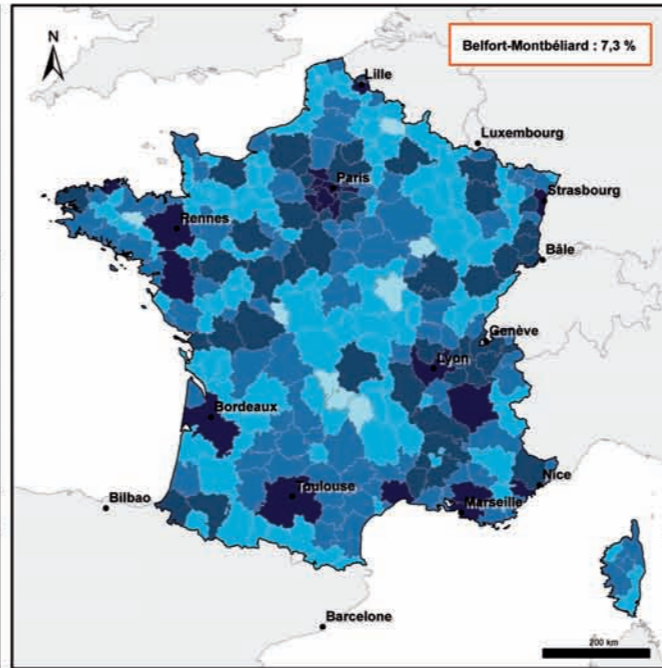 N
Belfort-Montbéliard : 7,3 %
Lille
Luxembourg
Paris
Strasbourg
Rennes
Bâle
Genève
Lyon
Bordeaux
Nice
Toulouse
Marseille
Bilbao
Barcelone
200 km